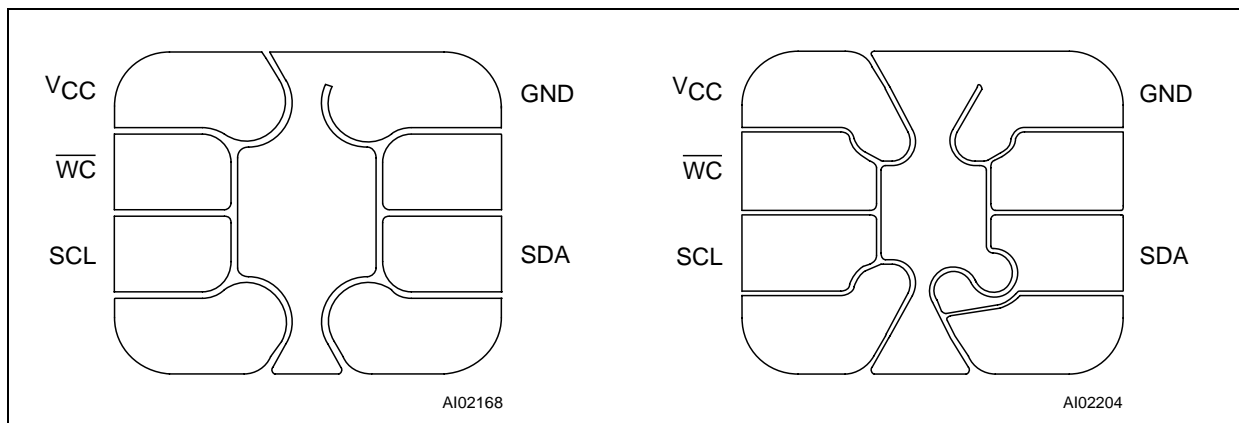 VCC GND VCC GND
WC WC
SCL SDA SCL SDA
AI02168 AI02204